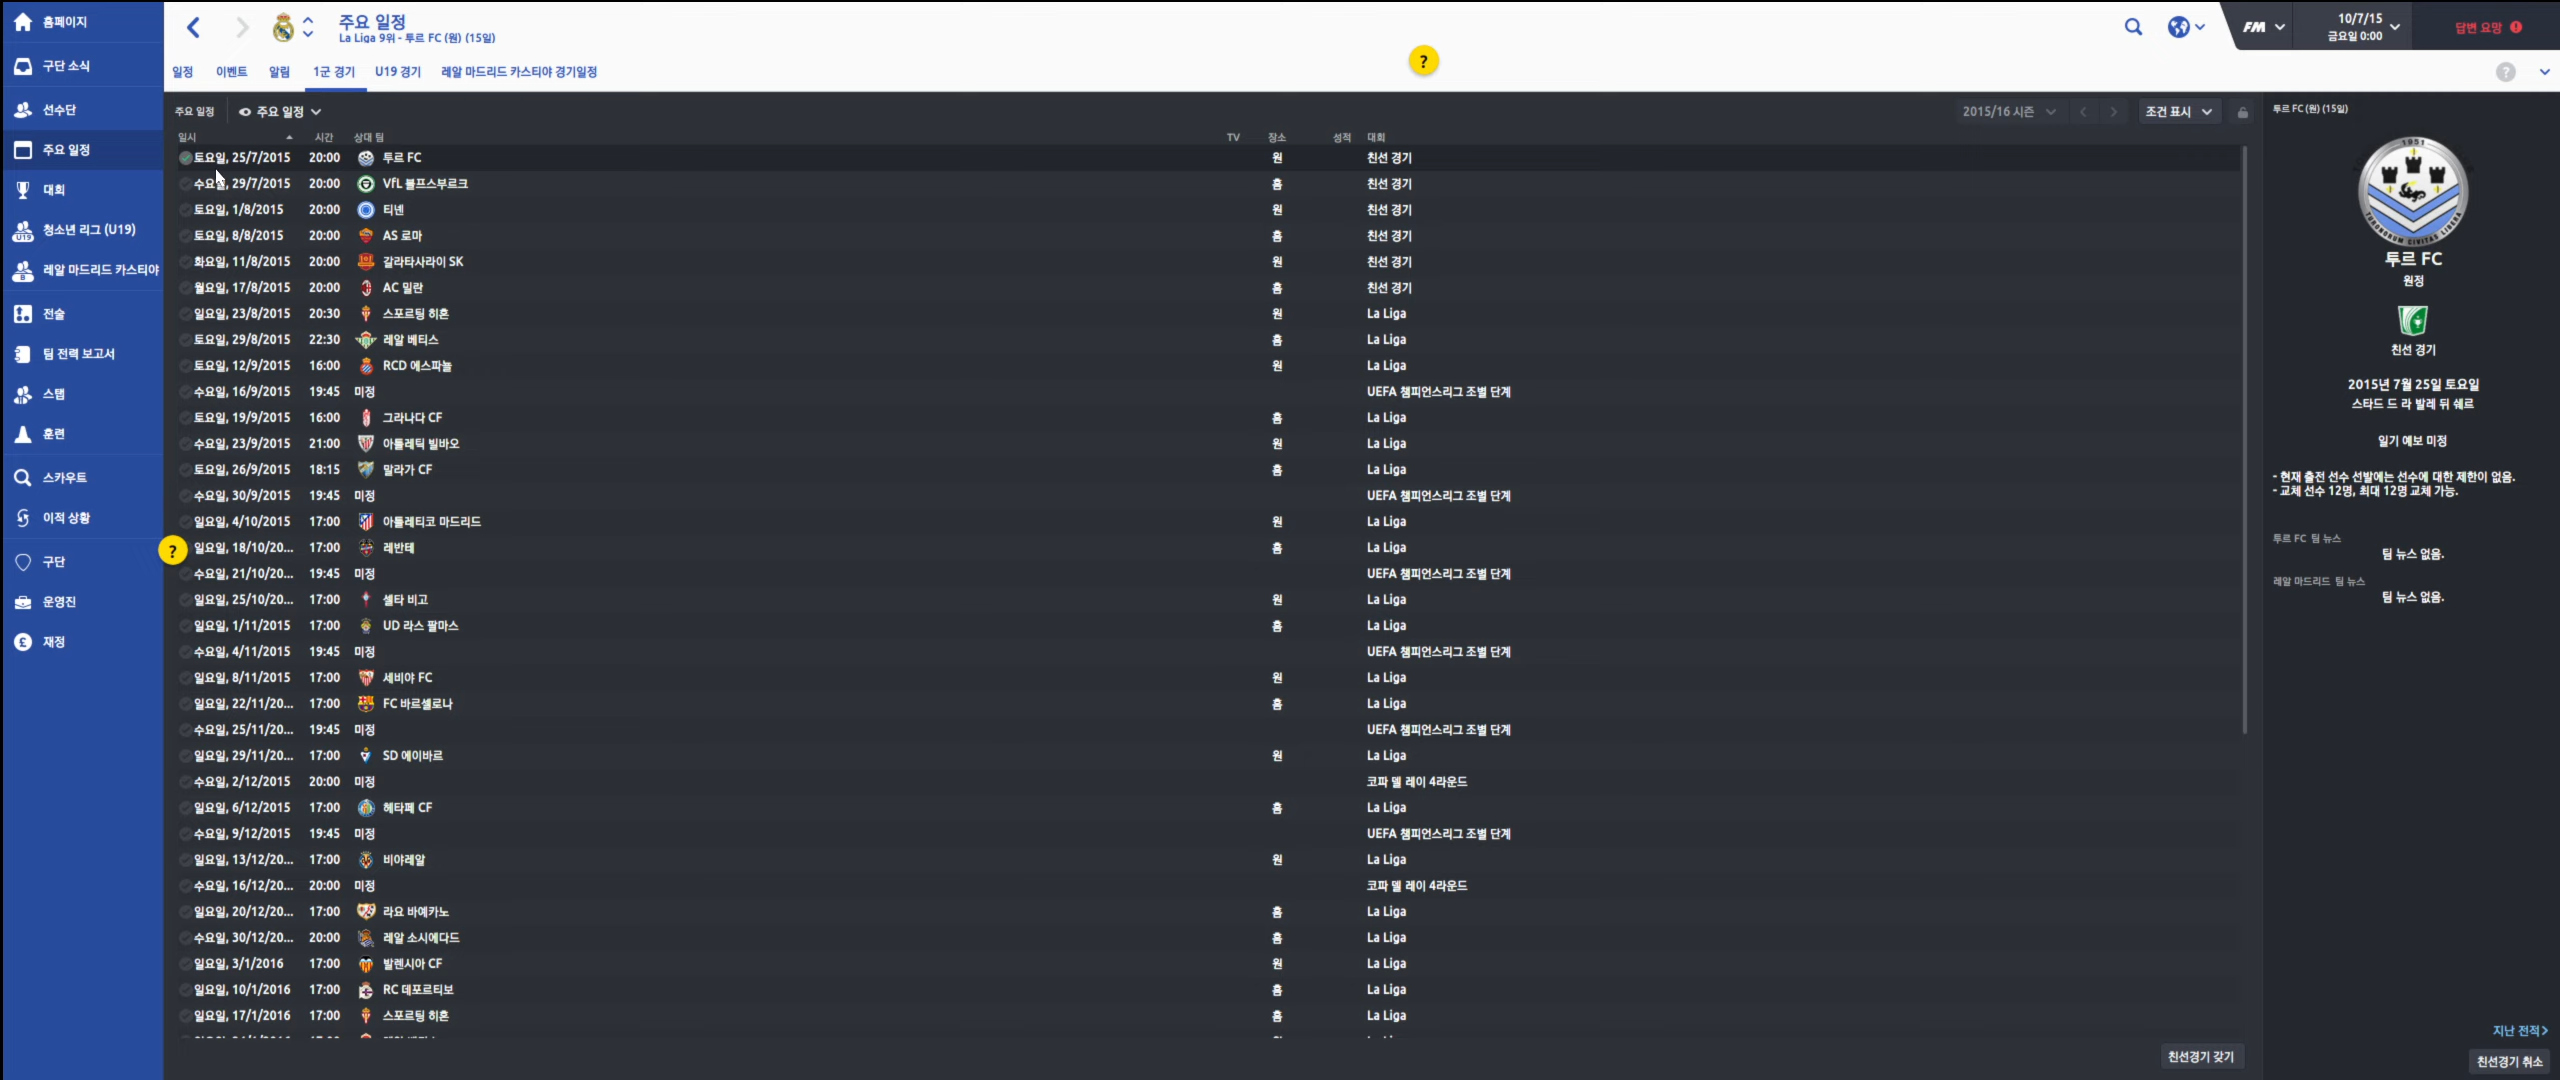 홈페이지
구단 소식
선수단
주요 일정
대회
청소년 리그 (U19)
레알 마드리드 카스티야
전술
팀 전력 보고서
스탭
훈련
스카우트
이적 상황
구단
운영진
재정
주요 일정
La Liga 9위 - 투르 FC (원) (15일)
FM
10/7/15
금요일 0:00
답변 요망
일정 이벤트 알림 1군 경기 U19 경기 레알 마드리드 카스티야 경기일정
주요 일정 주요 일정 2015/16 시즌 조건 표시
일시 시간 상대 팀 TV 장소 성적 대회
토요일, 25/7/2015 20:00 투르 FC 원 친선 경기
수요일, 29/7/2015 20:00 VfL 볼프스부르크 홈 친선 경기
토요일, 1/8/2015 20:00 티넨 원 친선 경기
토요일, 8/8/2015 20:00 AS 로마 홈 친선 경기
화요일, 11/8/2015 20:00 갈라타사라이 SK 원 친선 경기
월요일, 17/8/2015 20:00 AC 밀란 홈 친선 경기
일요일, 23/8/2015 20:30 스포르팅 히혼 원 La Liga
토요일, 29/8/2015 22:30 레알 베티스 홈 La Liga
토요일, 12/9/2015 16:00 RCD 에스파뇰 원 La Liga
수요일, 16/9/2015 19:45 미정 UEFA 챔피언스리그 조별 단계
토요일, 19/9/2015 16:00 그라나다 CF 홈 La Liga
수요일, 23/9/2015 21:00 아틀레틱 빌바오 원 La Liga
토요일, 26/9/2015 18:15 말라가 CF 홈 La Liga
수요일, 30/9/2015 19:45 미정 UEFA 챔피언스리그 조별 단계
일요일, 4/10/2015 17:00 아틀레티코 마드리드 원 La Liga
일요일, 18/10/20... 17:00 레반테 홈 La Liga
수요일, 21/10/20... 19:45 미정 UEFA 챔피언스리그 조별 단계
일요일, 25/10/20... 17:00 셀타 비고 원 La Liga
일요일, 1/11/2015 17:00 UD 라스 팔마스 홈 La Liga
수요일, 4/11/2015 19:45 미정 UEFA 챔피언스리그 조별 단계
일요일, 8/11/2015 17:00 세비야 FC 원 La Liga
일요일, 22/11/20... 17:00 FC 바르셀로나 홈 La Liga
수요일, 25/11/20... 19:45 미정 UEFA 챔피언스리그 조별 단계
일요일, 29/11/20... 17:00 SD 에이바르 원 La Liga
수요일, 2/12/2015 20:00 미정 코파 델 레이 4라운드
일요일, 6/12/2015 17:00 헤타페 CF 홈 La Liga
수요일, 9/12/2015 19:45 미정 UEFA 챔피언스리그 조별 단계
일요일, 13/12/20... 17:00 비야레알 원 La Liga
수요일, 16/12/20... 20:00 미정 코파 델 레이 4라운드
일요일, 20/12/20... 17:00 라요 바예카노 홈 La Liga
수요일, 30/12/20... 20:00 레알 소시에다드 홈 La Liga
일요일, 3/1/2016 17:00 발렌시아 CF 원 La Liga
일요일, 10/1/2016 17:00 RC 데포르티보 홈 La Liga
일요일, 17/1/2016 17:00 스포르팅 히혼 홈 La Liga
친선경기 갖기
투르 FC (원) (15일)
1951
TURONORUM CIVITAS LIBERA
투르 FC
원정
친선 경기
2015년 7월 25일 토요일
스타드 드 라 발레 뒤 쉐르
일기 예보 미정
- 현재 출전 선수 선발에는 선수에 대한 제한이 없음.
- 교체 선수 12명, 최대 12명 교체 가능.
투르 FC 팀 뉴스
팀 뉴스 없음.
레알 마드리드 팀 뉴스
팀 뉴스 없음.
지난 전적>
친선경기 취소